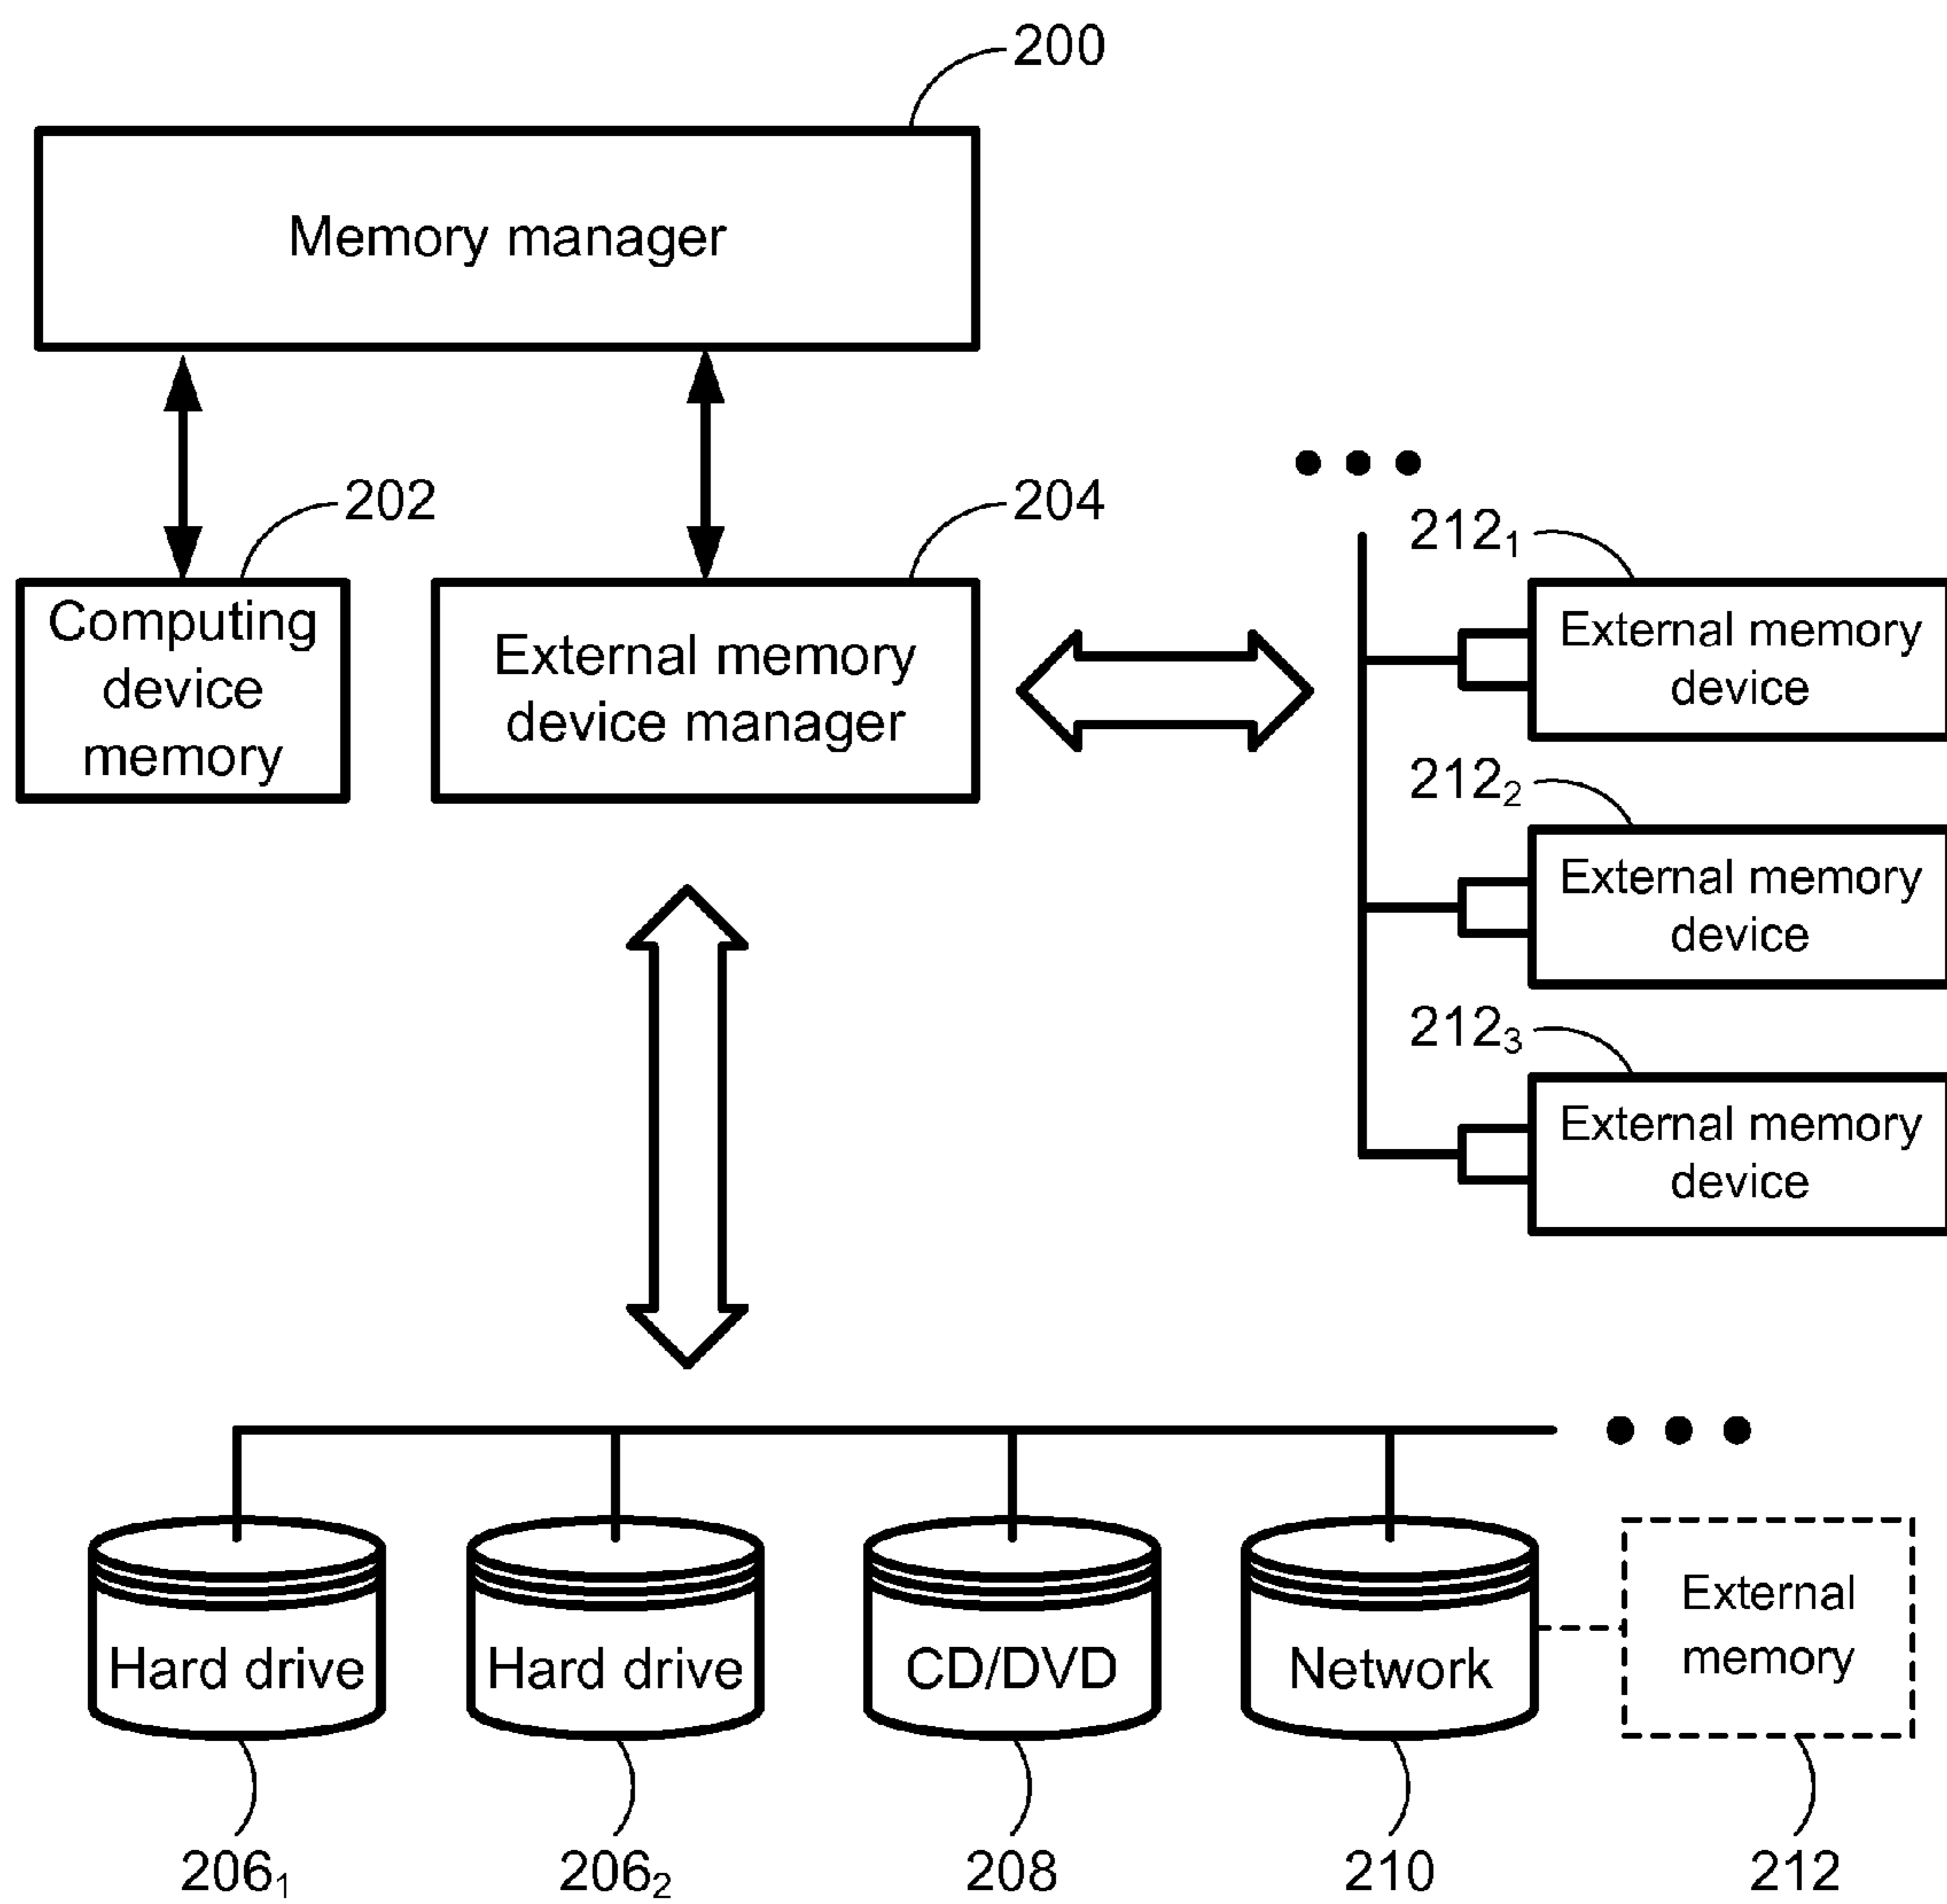 200
Memory manager
202
204
Computing
device
memory
External memory
device manager
212₁
External memory
device
212₂
External memory
device
212₃
External memory
device
Hard drive
Hard drive
CD/DVD
Network
External
memory
206₁
206₂
208
210
212